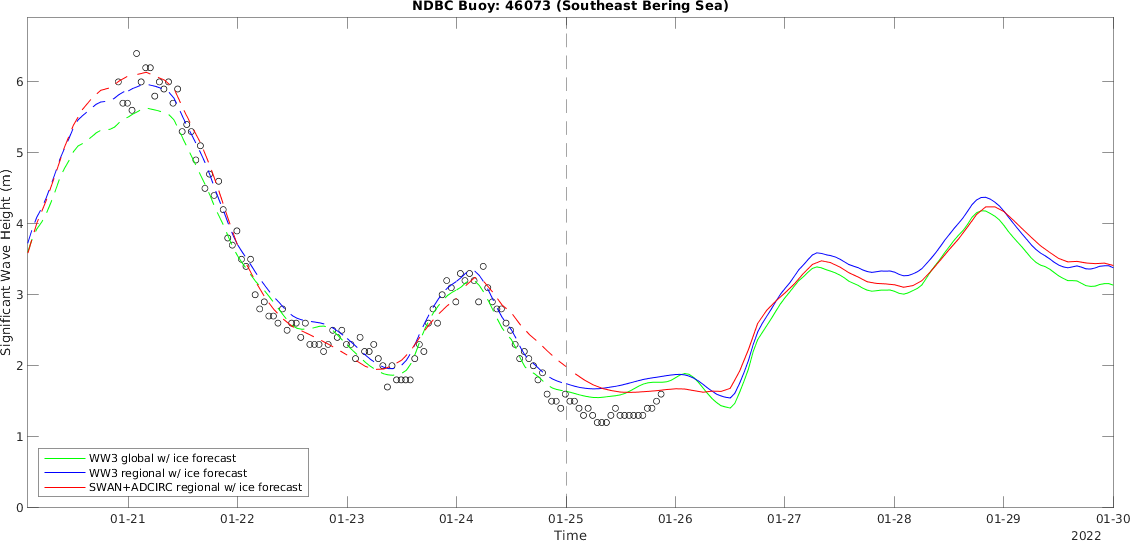 NDBC Buoy: 46073 (Southeast Bering Sea)
Significant Wave Height (m)
6
5
4
3
2
1
0
WW3 global w/ ice forecast
WW3 regional w/ ice forecast
SWAN+ADCIRC regional w/ ice forecast
01-21 01-22 01-23 01-24 01-25 01-26 01-27 01-28 01-29 01-30
Time
2022